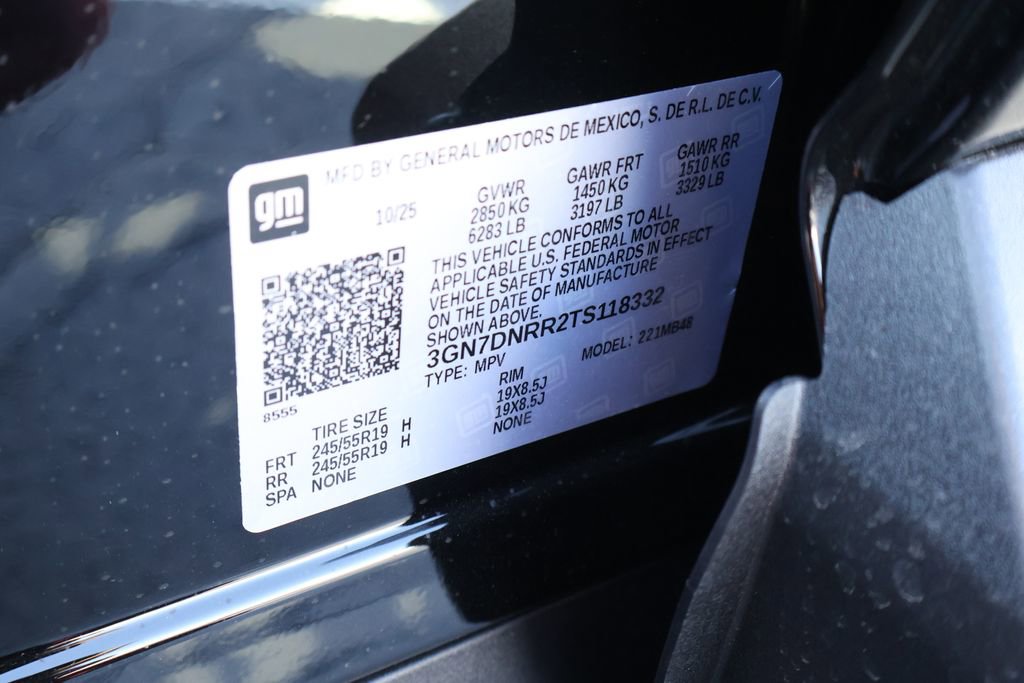 MFD BY GENERAL MOTORS DE MEXICO, S. DE R.L. DE C.V.
gm
10/25
GVWR
2850 KG
6283 LB
GAWR FRT
1450 KG
3197 LB
GAWR RR
1510 KG
3329 LB
THIS VEHICLE CONFORMS TO ALL
APPLICABLE U.S. FEDERAL MOTOR
VEHICLE SAFETY STANDARDS IN EFFECT
ON THE DATE OF MANUFACTURE
SHOWN ABOVE.
3GN7DNRR2TS118332
TYPE: MPV MODEL: 221MB48
8555
TIRE SIZE RIM
FRT 245/55R19 H 19X8.5J
RR 245/55R19 H 19X8.5J
SPA NONE NONE